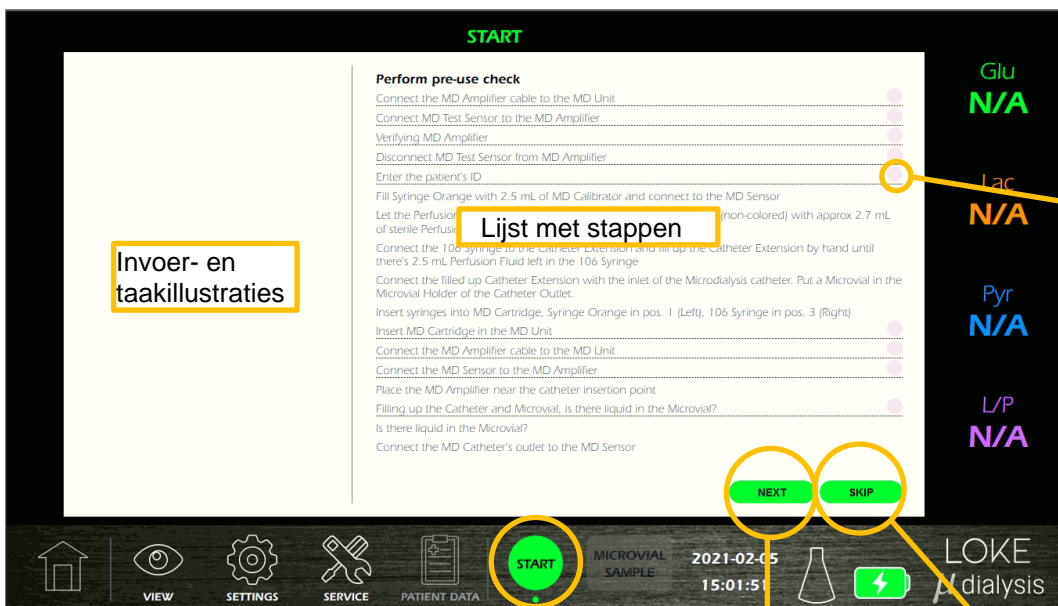 START
Perform pre-use check
Connect the MD Amplifier cable to the MD Unit
Connect MD Test Sensor to the MD Amplifier
Verifying MD Amplifier
Disconnect MD Test Sensor from MD Amplifier
Enter the patient's ID
Fill Syringe Orange with 2.5 mL of MD Calibrator and connect to the MD Sensor
Let the Perfusion (non-colored) with approx 2.7 mL
of sterile
Lijst met stappen
Connect the 106 Syringe to the Catheter Extension and fill up the Catheter Extension by hand until
there's 2.5 mL Perfusion Fluid left in the 106 Syringe
Connect the filled up Catheter Extension with the inlet of the Microdialysis catheter. Put a Microvial in the
Microvial Holder of the Catheter Outlet.
Insert syringes into MD Cartridge, Syringe Orange in pos. 1 (Left), 106 Syringe in pos. 3 (Right)
Insert MD Cartridge in the MD Unit
Connect the MD Amplifier cable to the MD Unit
Connect the MD Sensor to the MD Amplifier
Place the MD Amplifier near the catheter insertion point
Filling up the Catheter and Microvial, is there liquid in the Microvial?
Is there liquid in the Microvial?
Connect the MD Catheter's outlet to the MD Sensor
Invoer- en
taakillustraties
NEXT
SKIP
Glu
N/A
Lac
N/A
Pyr
N/A
L/P
N/A
VIEW
SETTINGS
SERVICE
PATIENT DATA
START
MICROVIAL
SAMPLE
2021-02-05
15:01:51
LOKE
μ dialysis